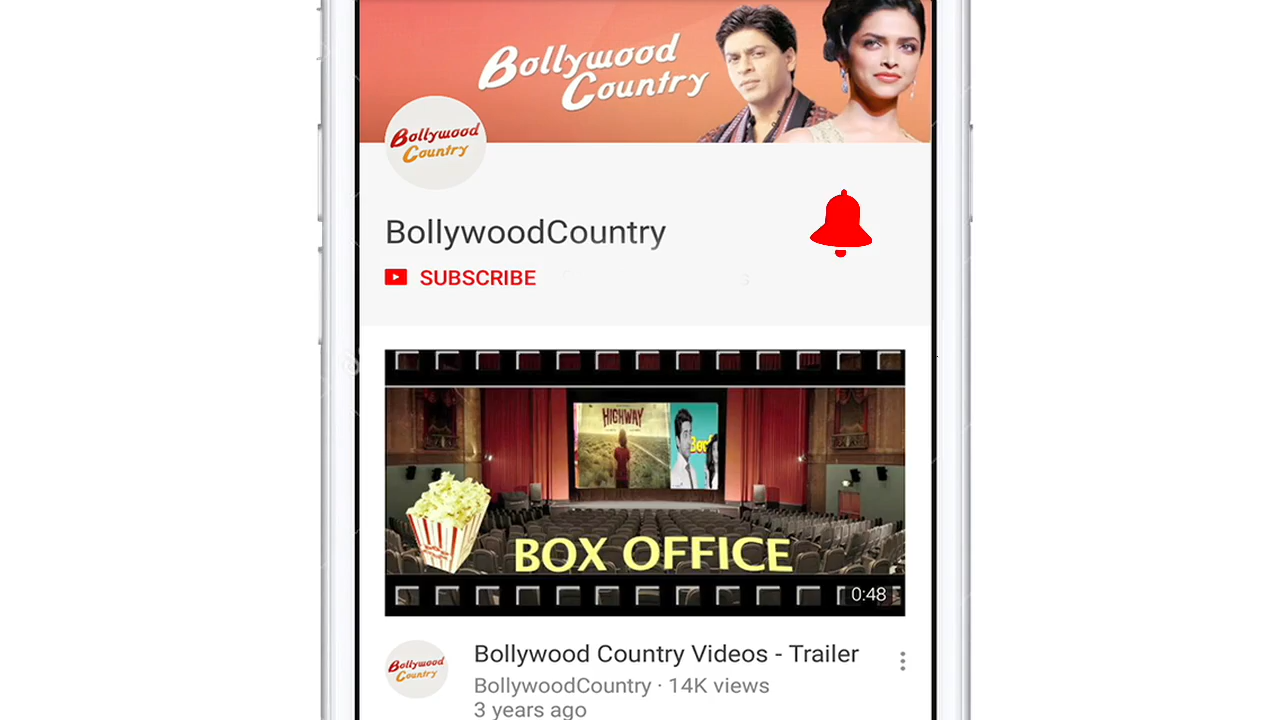 Bollywood
Country
Bollywood
Country
BollywoodCountry
SUBSCRIBE
HIGHWAY
BOX OFFICE
0:48
Bollywood
Country
Bollywood Country Videos - Trailer
BollywoodCountry · 14K views
3 years ago